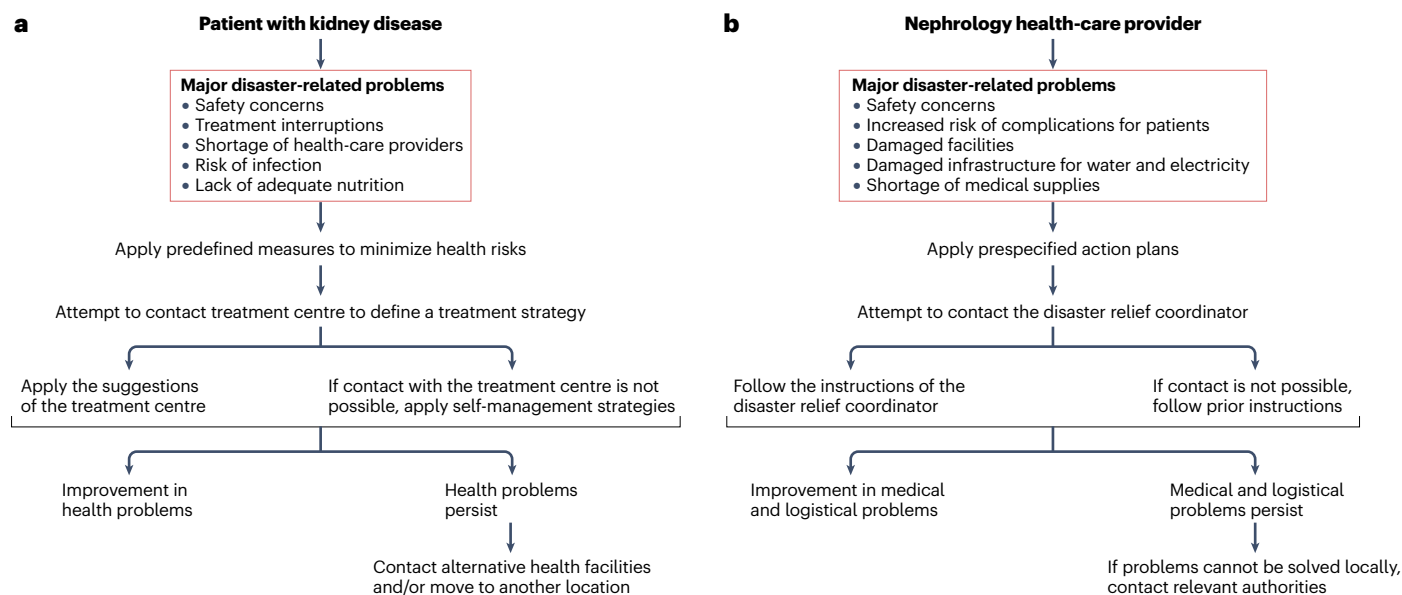 a
Patient with kidney disease
Major disaster-related problems
• Safety concerns
• Treatment interruptions
• Shortage of health-care providers
• Risk of infection
• Lack of adequate nutrition
Apply predefined measures to minimize health risks
Attempt to contact treatment centre to define a treatment strategy
Apply the suggestions
of the treatment centre
If contact with the treatment centre is not
possible, apply self-management strategies
Improvement in
health problems
Health problems
persist
Contact alternative health facilities
and/or move to another location
b
Nephrology health-care provider
Major disaster-related problems
• Safety concerns
• Increased risk of complications for patients
• Damaged facilities
• Damaged infrastructure for water and electricity
• Shortage of medical supplies
Apply prespecified action plans
Attempt to contact the disaster relief coordinator
Follow the instructions of the
disaster relief coordinator
If contact is not possible,
follow prior instructions
Improvement in medical
and logistical problems
Medical and logistical
problems persist
If problems cannot be solved locally,
contact relevant authorities